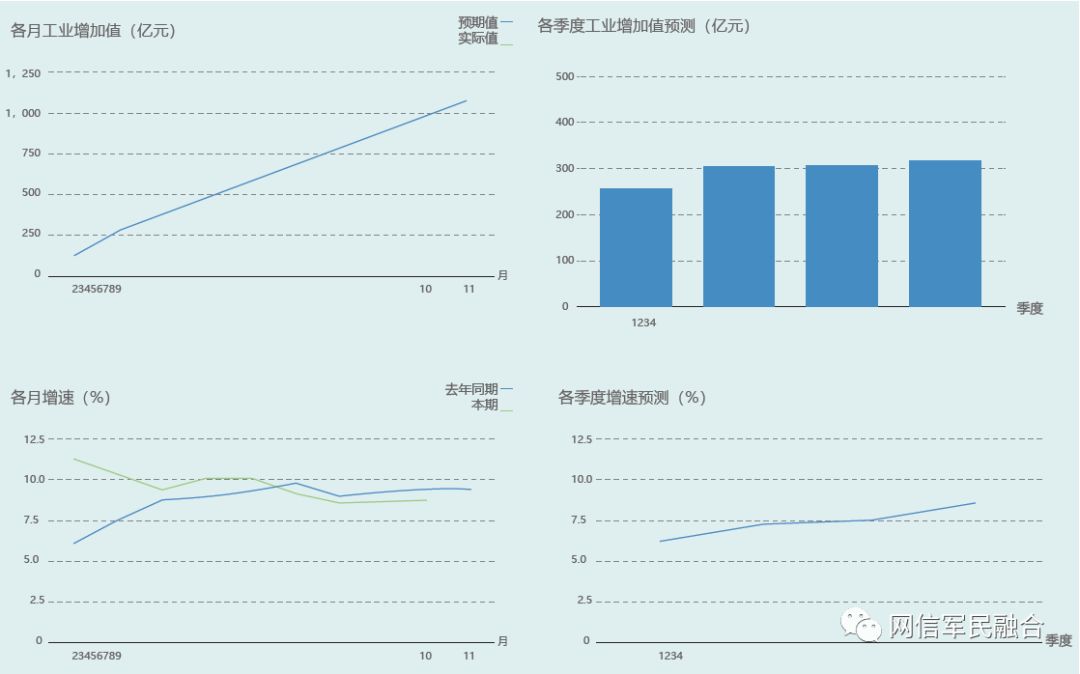 各月工业增加值（亿元）
预期值
实际值
1，250
1，000
750
500
250
0
月
23456789 10 11
各季度工业增加值预测（亿元）
500
400
300
200
100
0
季度
1234
各月增速（%）
去年同期
本期
12.5
10.0
7.5
5.0
2.5
0
月
23456789 10 11
各季度增速预测（%）
12.5
10.0
7.5
5.0
2.5
0
季度
1234
网信军民融合